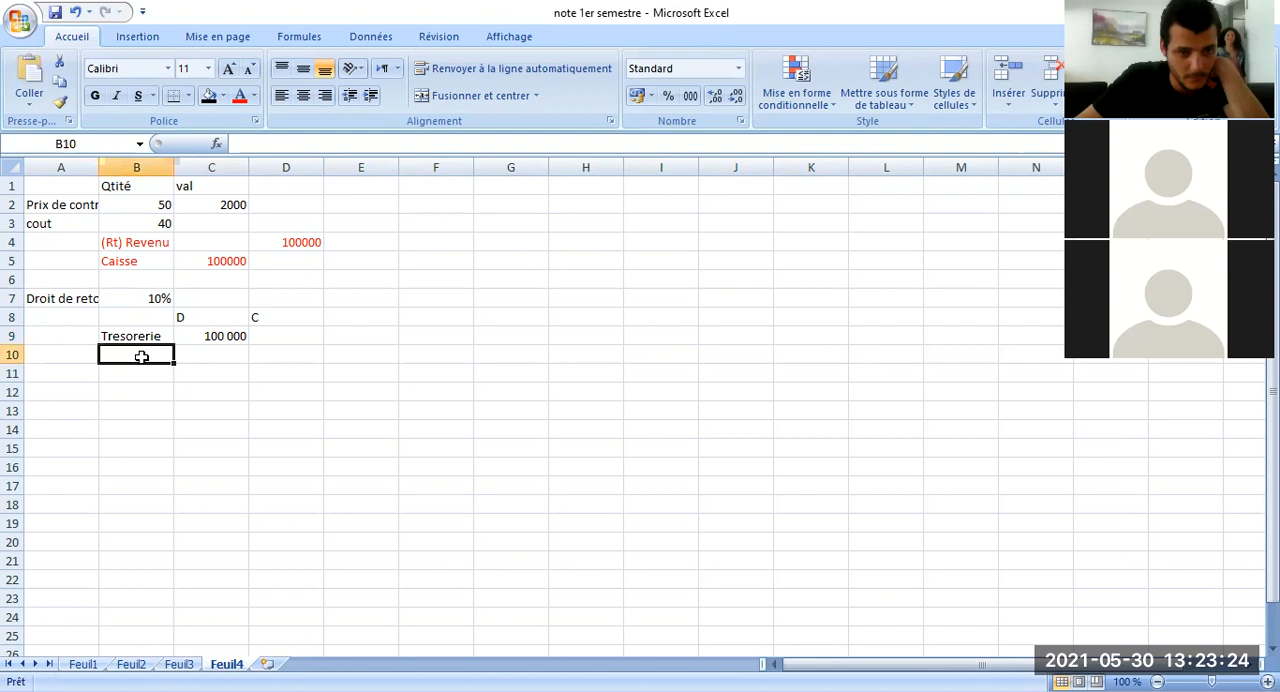 note 1er semestre - Microsoft Excel
Accueil Insertion Mise en page Formules Données Révision Affichage
Coller
Calibri 11 A A
G I S A
Renvoyer à la ligne automatiquement
Fusionner et centrer
Standard
% 000
Mise en forme conditionnelle
Mettre sous forme de tableau
Styles de cellules
Insérer
Presse-p... Police Alignement Nombre Style
B10 fx
A B C D E F G H I J K L M N
1 Qtité val
2 Prix de contr 50 2000
3 cout 40
4 (Rt) Revenu 100000
5 Caisse 100000
6
7 Droit de retc 10%
8 D C
9 Tresorerie 100 000
10
11
12
13
14
15
16
17
18
19
20
21
22
23
24
25
26
Feuil1 Feuil2 Feuil3 Feuil4
2021-05-30 13:23:24
Prêt 100 %